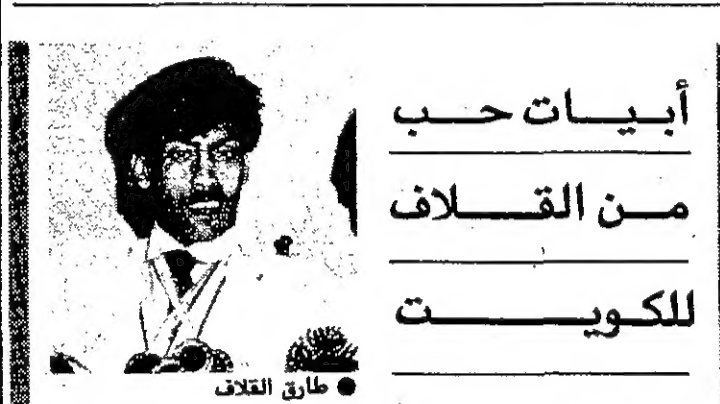 أبيات حب
من القلاف
للكويت
● طارق القلاف